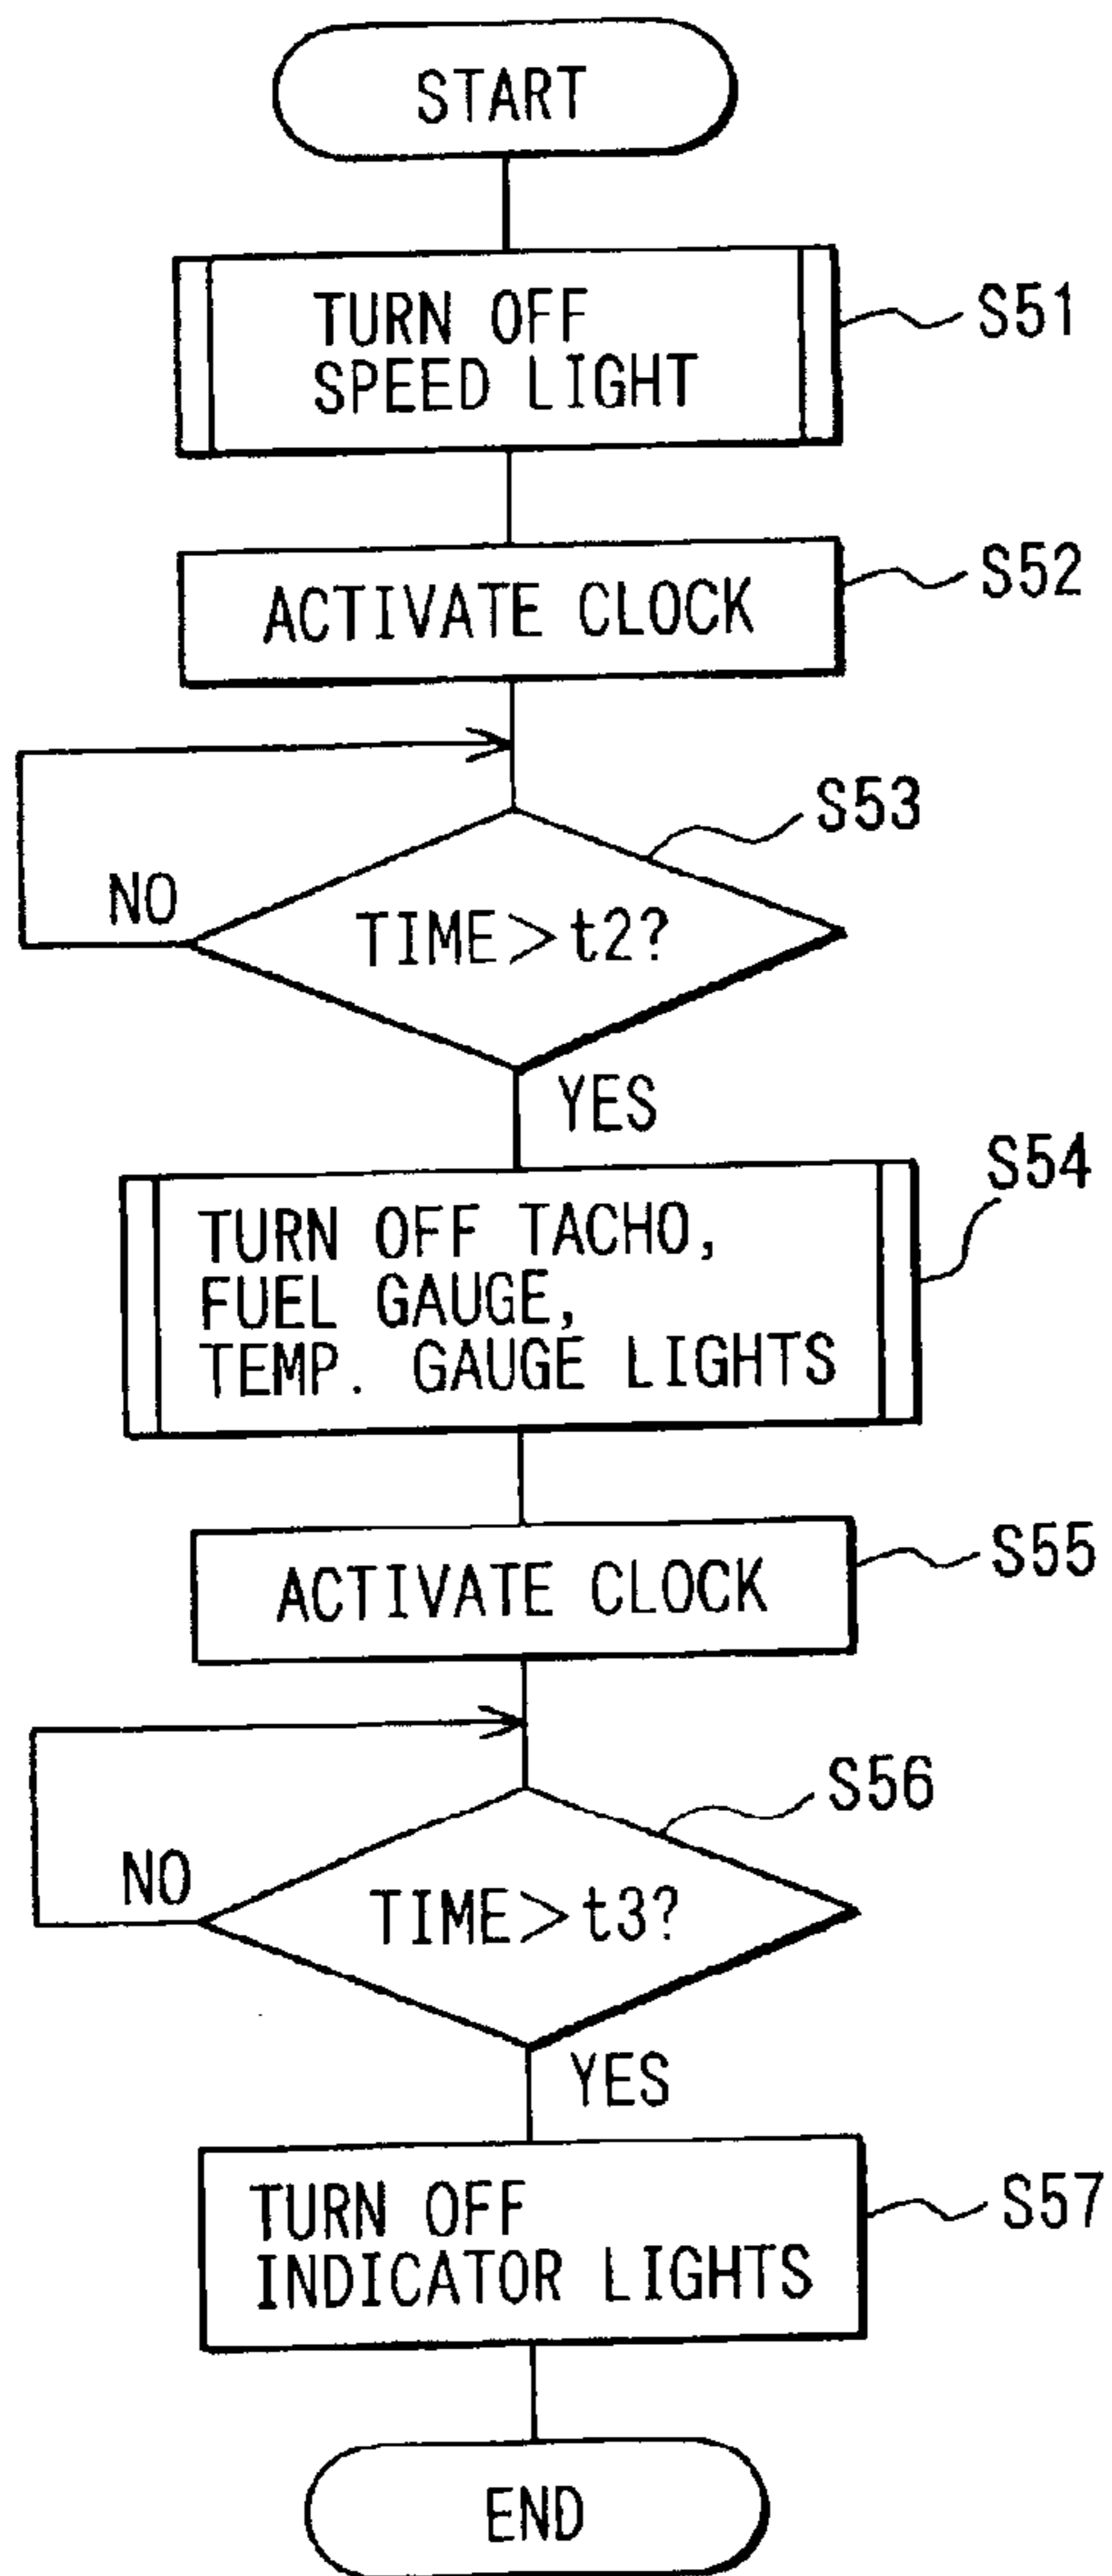 START
TURN OFF
SPEED LIGHT
S51
ACTIVATE CLOCK
S52
S53
NO
TIME>t2?
YES
S54
TURN OFF TACHO,
FUEL GAUGE,
TEMP. GAUGE LIGHTS
S55
ACTIVATE CLOCK
S56
NO
TIME>t3?
YES
TURN OFF
INDICATOR LIGHTS
S57
END